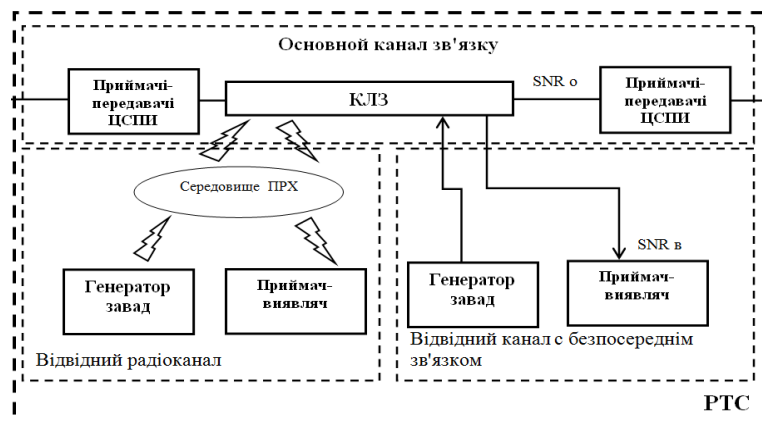 Основной канал зв'язку
Приймачі-
передавачі
ЦСПИ
КЛЗ
SNR о
Приймачі-
передавачі
ЦСПИ
Середовище ПРХ
SNR в
Генератор
завад
Приймач-
виявляч
Генератор
завад
Приймач-
виявляч
Відвідний радіоканал
Відвідний канал с безпосереднім
зв'язком
РТС